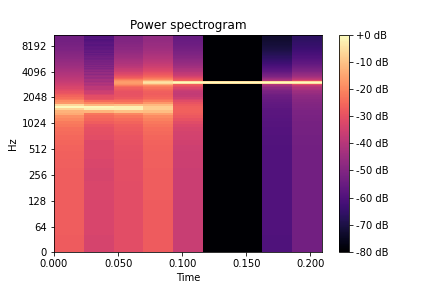 Power spectrogram
Hz
8192
4096
2048
1024
512
256
128
64
0
0.000 0.050 0.100 0.150 0.200
Time
+0 dB
-10 dB
-20 dB
-30 dB
-40 dB
-50 dB
-60 dB
-70 dB
-80 dB